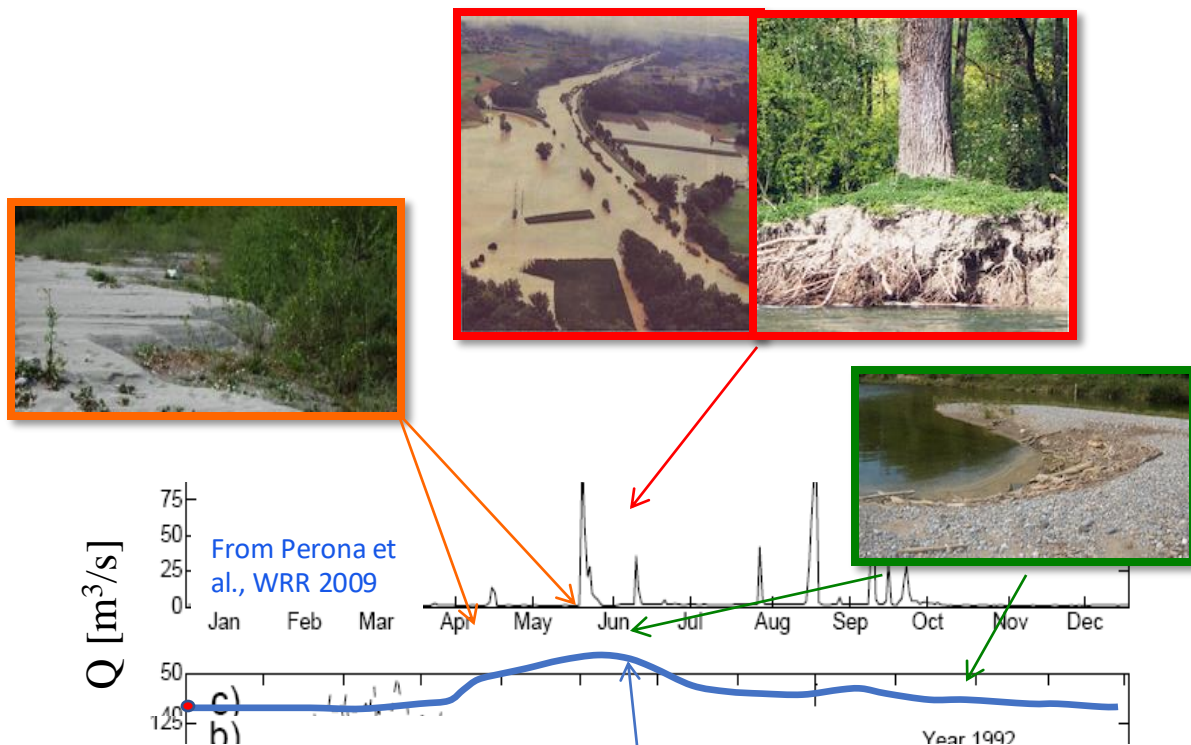 75
50
From Perona et
al., WRR 2009
25
0
Q [m³/s]
Jan Feb Mar Apr May Jun Jul Aug Sep Oct Nov Dec
50
c)
40
125
b)
Year 1992